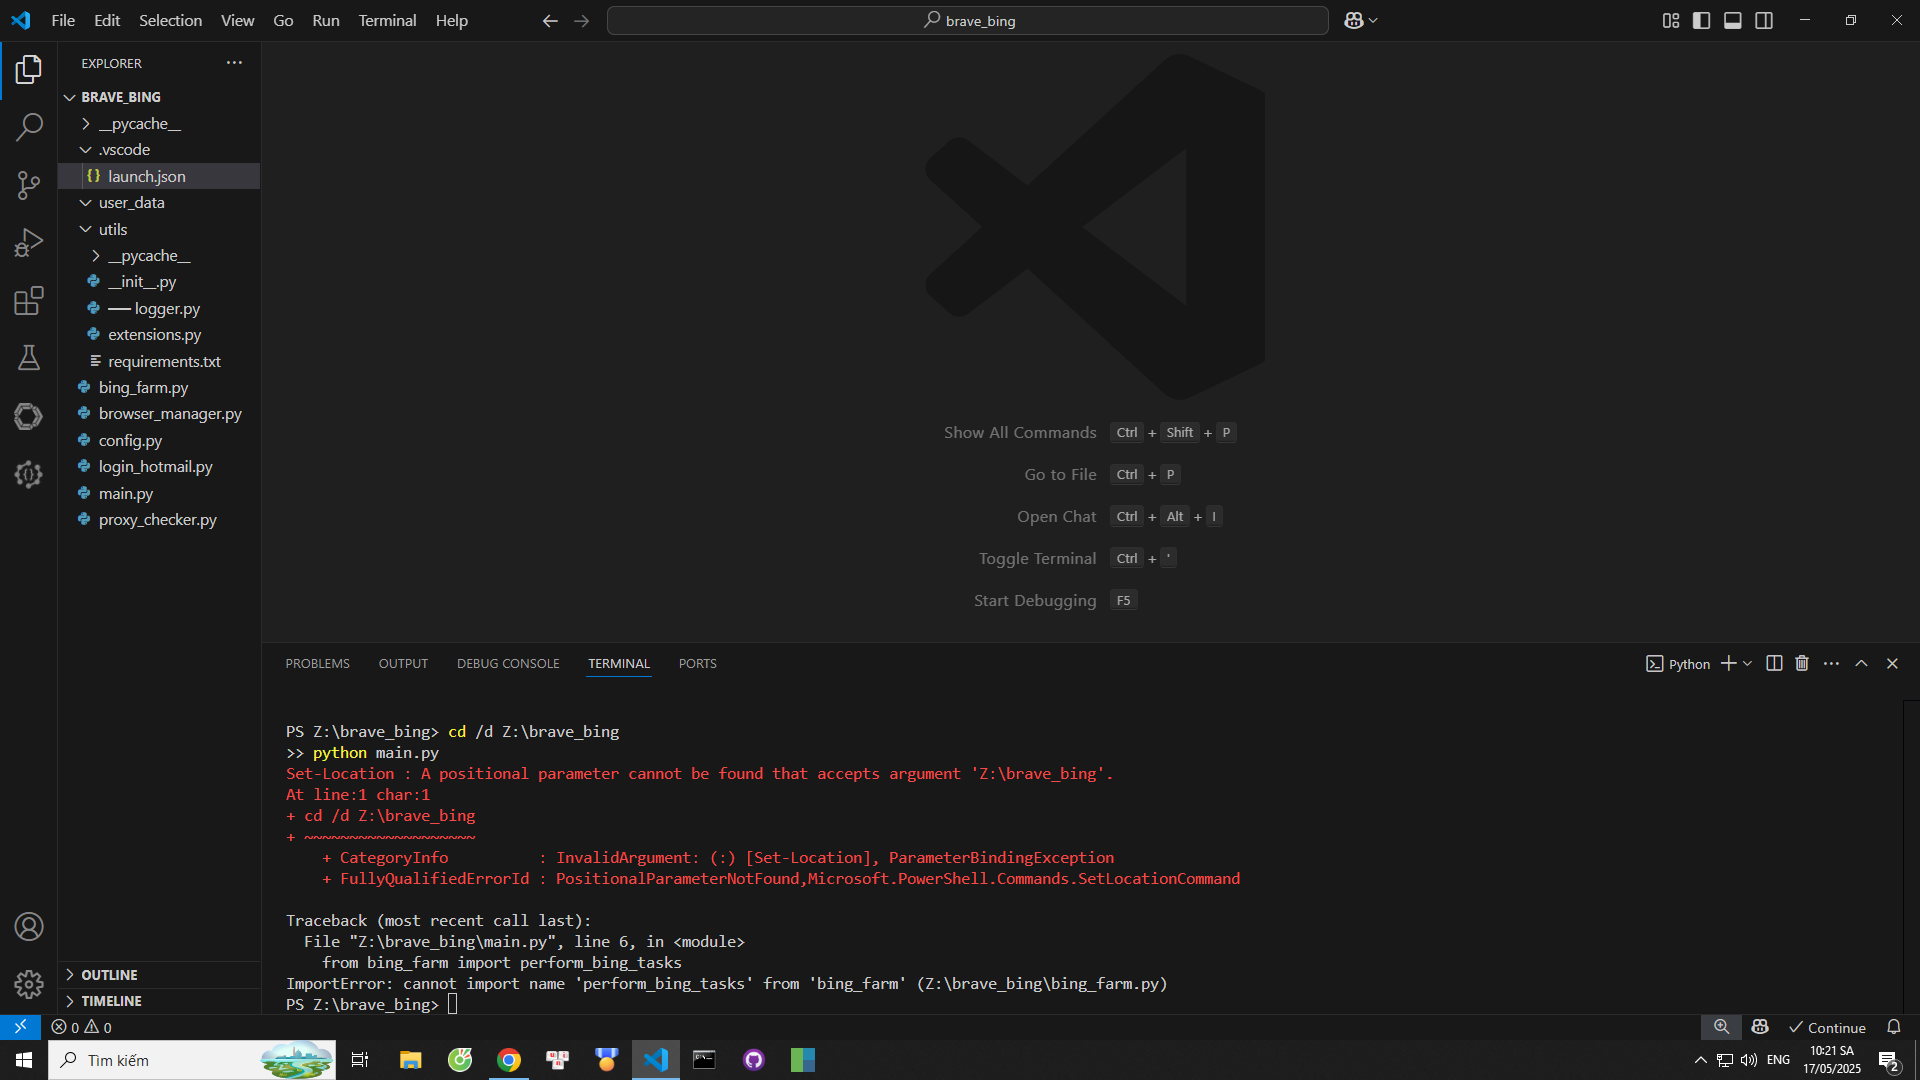 File Edit Selection View Go Run Terminal Help
brave_bing
EXPLORER
BRAVE_BING
__pycache__
.vscode
{} launch.json
user_data
utils
__pycache__
__init__.py
── logger.py
extensions.py
requirements.txt
bing_farm.py
browser_manager.py
config.py
login_hotmail.py
main.py
proxy_checker.py
OUTLINE
TIMELINE
Show All Commands Ctrl + Shift + P
Go to File Ctrl + P
Open Chat Ctrl + Alt + I
Toggle Terminal Ctrl + '
Start Debugging F5
PROBLEMS OUTPUT DEBUG CONSOLE TERMINAL PORTS
Python
PS Z:\brave_bing> cd /d Z:\brave_bing
>> python main.py
Set-Location : A positional parameter cannot be found that accepts argument 'Z:\brave_bing'.
At line:1 char:1
+ cd /d Z:\brave_bing
+ ~~~~~~~~~~~~~~~~~~~
+ CategoryInfo : InvalidArgument: (:) [Set-Location], ParameterBindingException
+ FullyQualifiedErrorId : PositionalParameterNotFound,Microsoft.PowerShell.Commands.SetLocationCommand
Traceback (most recent call last):
File "Z:\brave_bing\main.py", line 6, in <module>
from bing_farm import perform_bing_tasks
ImportError: cannot import name 'perform_bing_tasks' from 'bing_farm' (Z:\brave_bing\bing_farm.py)
PS Z:\brave_bing>
0 0
Continue
Tìm kiếm
ENG
10:21 SA
17/05/2025
2